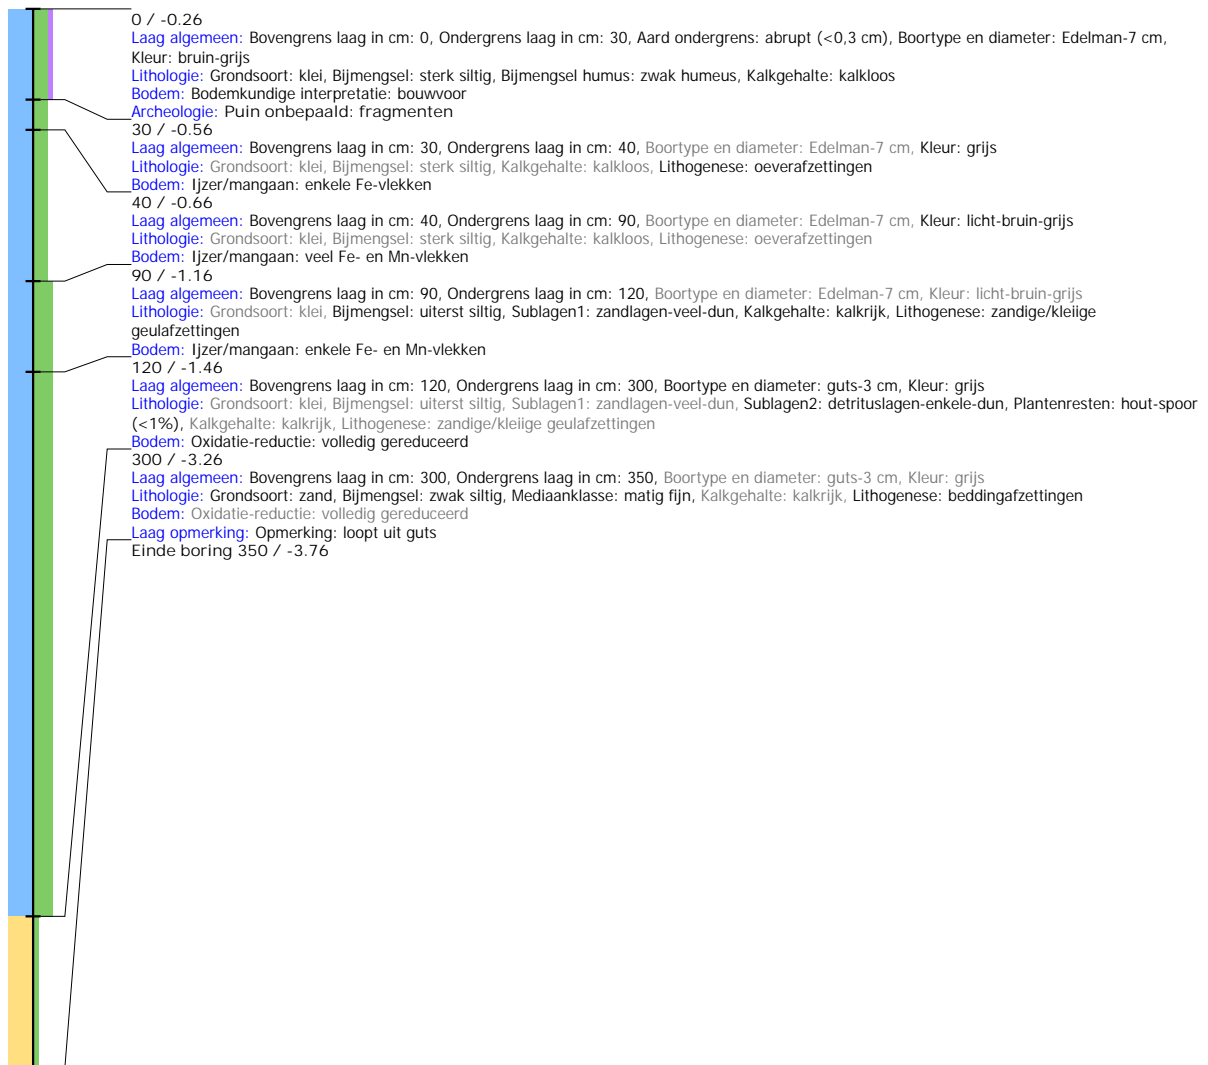 0 / -0.26
Laag algemeen: Bovengrens laag in cm: 0, Ondergrens laag in cm: 30, Aard ondergrens: abrupt (<0,3 cm), Boortype en diameter: Edelman-7 cm,
Kleur: bruin-grijs
Lithologie: Grondsoort: klei, Bijmengsel: sterk siltig, Bijmengsel humus: zwak humeus, Kalkgehalte: kalkloos
Bodem: Bodemkundige interpretatie: bouwvoor
Archeologie: Puin onbepaald: fragmenten
30 / -0.56
Laag algemeen: Bovengrens laag in cm: 30, Ondergrens laag in cm: 40, Boortype en diameter: Edelman-7 cm, Kleur: grijs
Lithologie: Grondsoort: klei, Bijmengsel: sterk siltig, Kalkgehalte: kalkloos, Lithogenese: oeverafzettingen
Bodem: Ijzer/mangaan: enkele Fe-vlekken
40 / -0.66
Laag algemeen: Bovengrens laag in cm: 40, Ondergrens laag in cm: 90, Boortype en diameter: Edelman-7 cm, Kleur: licht-bruin-grijs
Lithologie: Grondsoort: klei, Bijmengsel: sterk siltig, Kalkgehalte: kalkloos, Lithogenese: oeverafzettingen
Bodem: Ijzer/mangaan: veel Fe- en Mn-vlekken
90 / -1.16
Laag algemeen: Bovengrens laag in cm: 90, Ondergrens laag in cm: 120, Boortype en diameter: Edelman-7 cm, Kleur: licht-bruin-grijs
Lithologie: Grondsoort: klei, Bijmengsel: uiterst siltig, Sublagen1: zandlagen-veel-dun, Kalkgehalte: kalkrijk, Lithogenese: zandige/kleiige
geulafzettingen
Bodem: Ijzer/mangaan: enkele Fe- en Mn-vlekken
120 / -1.46
Laag algemeen: Bovengrens laag in cm: 120, Ondergrens laag in cm: 300, Boortype en diameter: guts-3 cm, Kleur: grijs
Lithologie: Grondsoort: klei, Bijmengsel: uiterst siltig, Sublagen1: zandlagen-veel-dun, Sublagen2: detrituslagen-enkele-dun, Plantenresten: hout-spoor
(<1%), Kalkgehalte: kalkrijk, Lithogenese: zandige/kleiige geulafzettingen
Bodem: Oxidatie-reductie: volledig gereduceerd
300 / -3.26
Laag algemeen: Bovengrens laag in cm: 300, Ondergrens laag in cm: 350, Boortype en diameter: guts-3 cm, Kleur: grijs
Lithologie: Grondsoort: zand, Bijmengsel: zwak siltig, Mediaanklasse: matig fijn, Kalkgehalte: kalkrijk, Lithogenese: beddingafzettingen
Bodem: Oxidatie-reductie: volledig gereduceerd
Laag opmerking: Opmerking: loopt uit guts
Einde boring 350 / -3.76